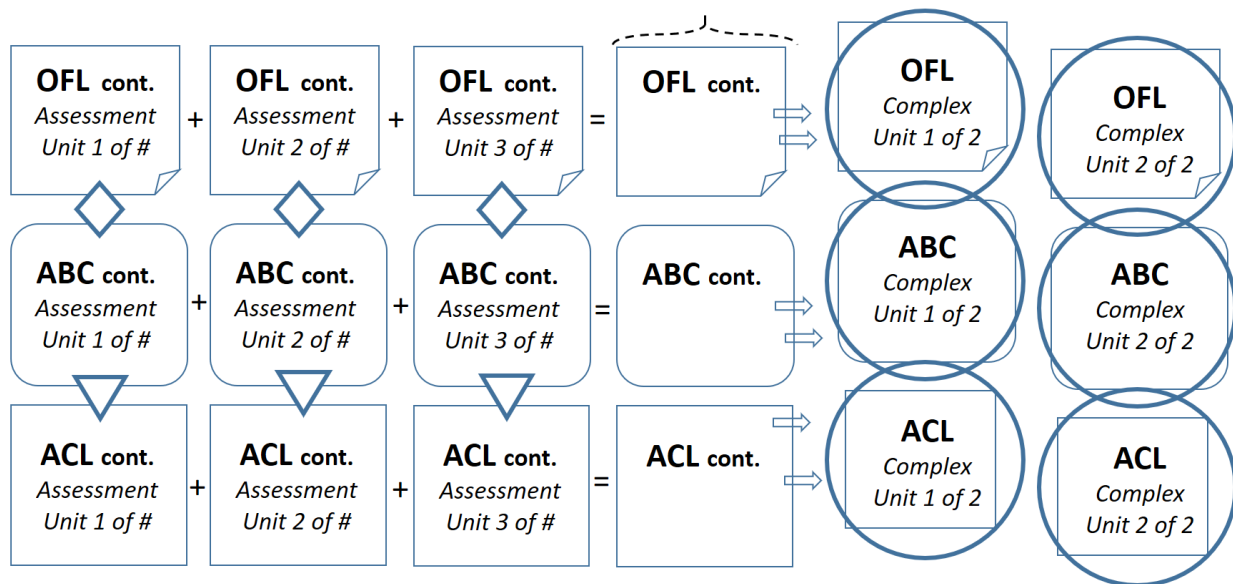 OFL cont.
Assessment
Unit 1 of #
+
OFL cont.
Assessment
Unit 2 of #
+
OFL cont.
Assessment
Unit 3 of #
=
OFL cont.
OFL
Complex
Unit 1 of 2
OFL
Complex
Unit 2 of 2
ABC cont.
Assessment
Unit 1 of #
+
ABC cont.
Assessment
Unit 2 of #
+
ABC cont.
Assessment
Unit 3 of #
=
ABC cont.
ABC
Complex
Unit 1 of 2
ABC
Complex
Unit 2 of 2
ACL cont.
Assessment
Unit 1 of #
+
ACL cont.
Assessment
Unit 2 of #
+
ACL cont.
Assessment
Unit 3 of #
=
ACL cont.
ACL
Complex
Unit 1 of 2
ACL
Complex
Unit 2 of 2